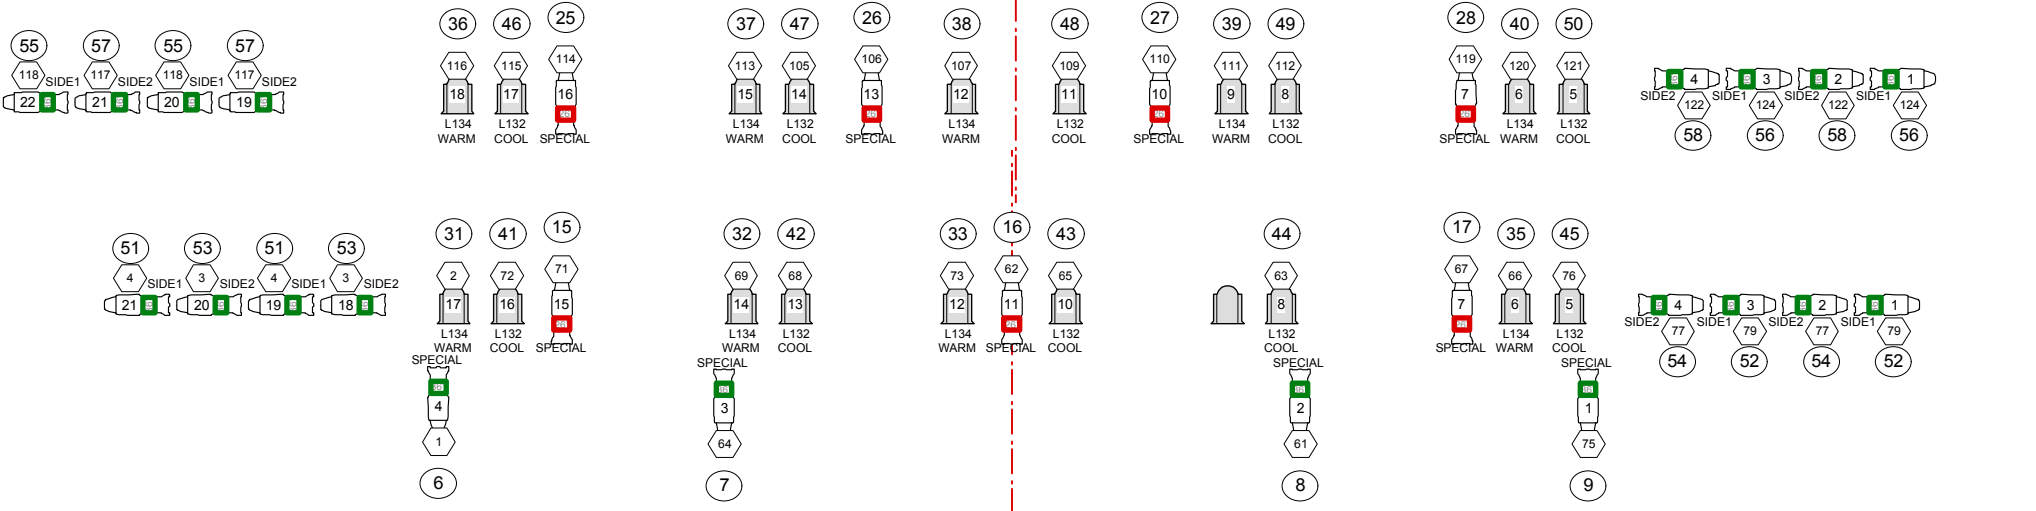 36 46 25 37 47 26 38 48 27 39 49 28 40 50
55 57 55 57
118 SIDE1 117 SIDE2 118 SIDE1 117 SIDE2
22 21 20 19
116 115 114 113 105 106 107 109 110 111 112 119 120 121
18 17 16 15 14 13 12 11 10 9 8 7 6 5
4 3 2 1
SIDE2 SIDE1 SIDE2 SIDE1
122 124 122 124
58 56 58 56
L134 L132 L134 L132 L134 L132 L134 L132 L134 L132
WARM COOL SPECIAL WARM COOL SPECIAL WARM COOL SPECIAL WARM COOL SPECIAL WARM COOL
31 41 15 32 42 33 16 43 44 17 35 45
51 53 51 53
4 SIDE1 3 SIDE2 4 SIDE1 3 SIDE2
21 20 19 18
2 72 71 69 68 73 62 65 63 67 66 76
17 16 15 14 13 12 11 10 8 7 6 5
4 3 2 1
SIDE2 SIDE1 SIDE2 SIDE1
77 79 77 79
54 52 54 52
L134 L132 L134 L132 L134 L132 L132 L134 L132
WARM COOL SPECIAL WARM COOL WARM SPECIAL COOL COOL SPECIAL WARM COOL
SPECIAL SPECIAL SPECIAL SPECIAL
4 3 2 1
1 64 61 75
6 7 8 9